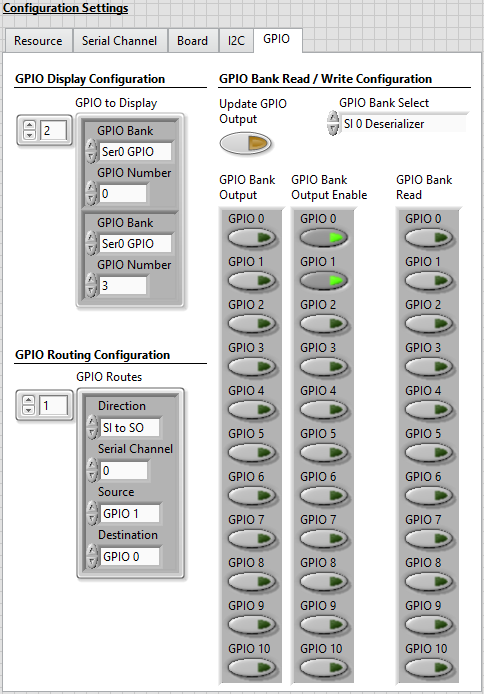 Configuration Settings
Resource Serial Channel Board I2C GPIO
GPIO Display Configuration
GPIO to Display
2
GPIO Bank
Ser0 GPIO
GPIO Number
0
GPIO Bank
Ser0 GPIO
GPIO Number
3
GPIO Routing Configuration
GPIO Routes
1
Direction
SI to SO
Serial Channel
0
Source
GPIO 1
Destination
GPIO 0
GPIO Bank Read / Write Configuration
Update GPIO
Output
GPIO Bank Select
SI 0 Deserializer
GPIO Bank
Output
GPIO 0
GPIO 1
GPIO 2
GPIO 3
GPIO 4
GPIO 5
GPIO 6
GPIO 7
GPIO 8
GPIO 9
GPIO 10
GPIO Bank
Output Enable
GPIO 0
GPIO 1
GPIO 2
GPIO 3
GPIO 4
GPIO 5
GPIO 6
GPIO 7
GPIO 8
GPIO 9
GPIO 10
GPIO Bank
Read
GPIO 0
GPIO 1
GPIO 2
GPIO 3
GPIO 4
GPIO 5
GPIO 6
GPIO 7
GPIO 8
GPIO 9
GPIO 10